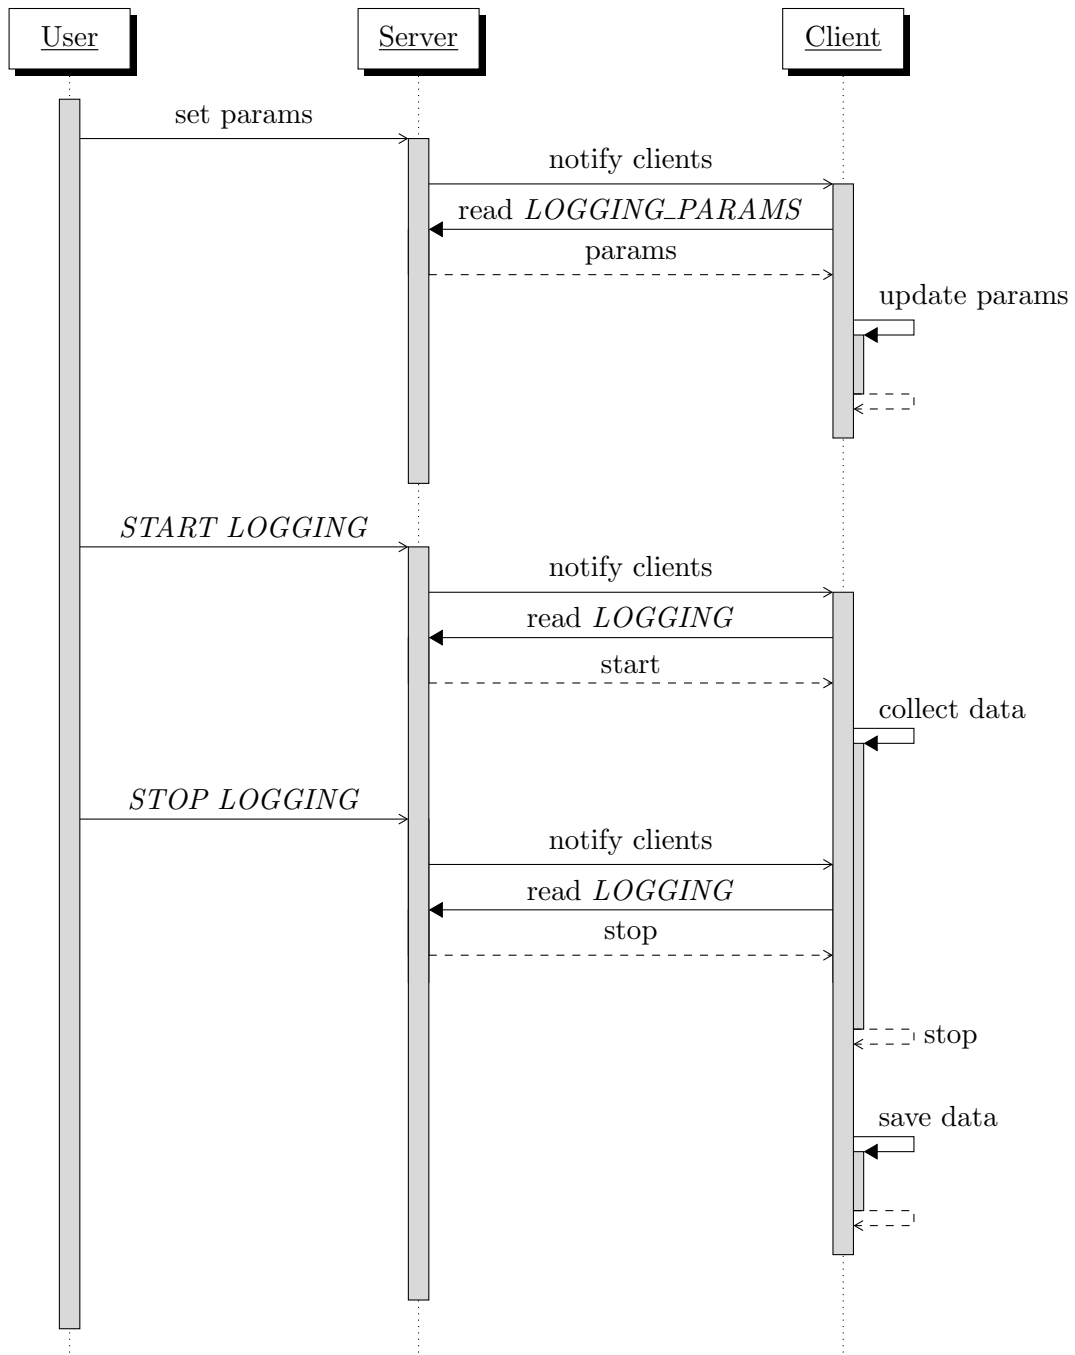 User
Server
Client
set params
notify clients
read LOGGING_PARAMS
params
update params
START LOGGING
notify clients
read LOGGING
start
collect data
STOP LOGGING
notify clients
read LOGGING
stop
stop
save data